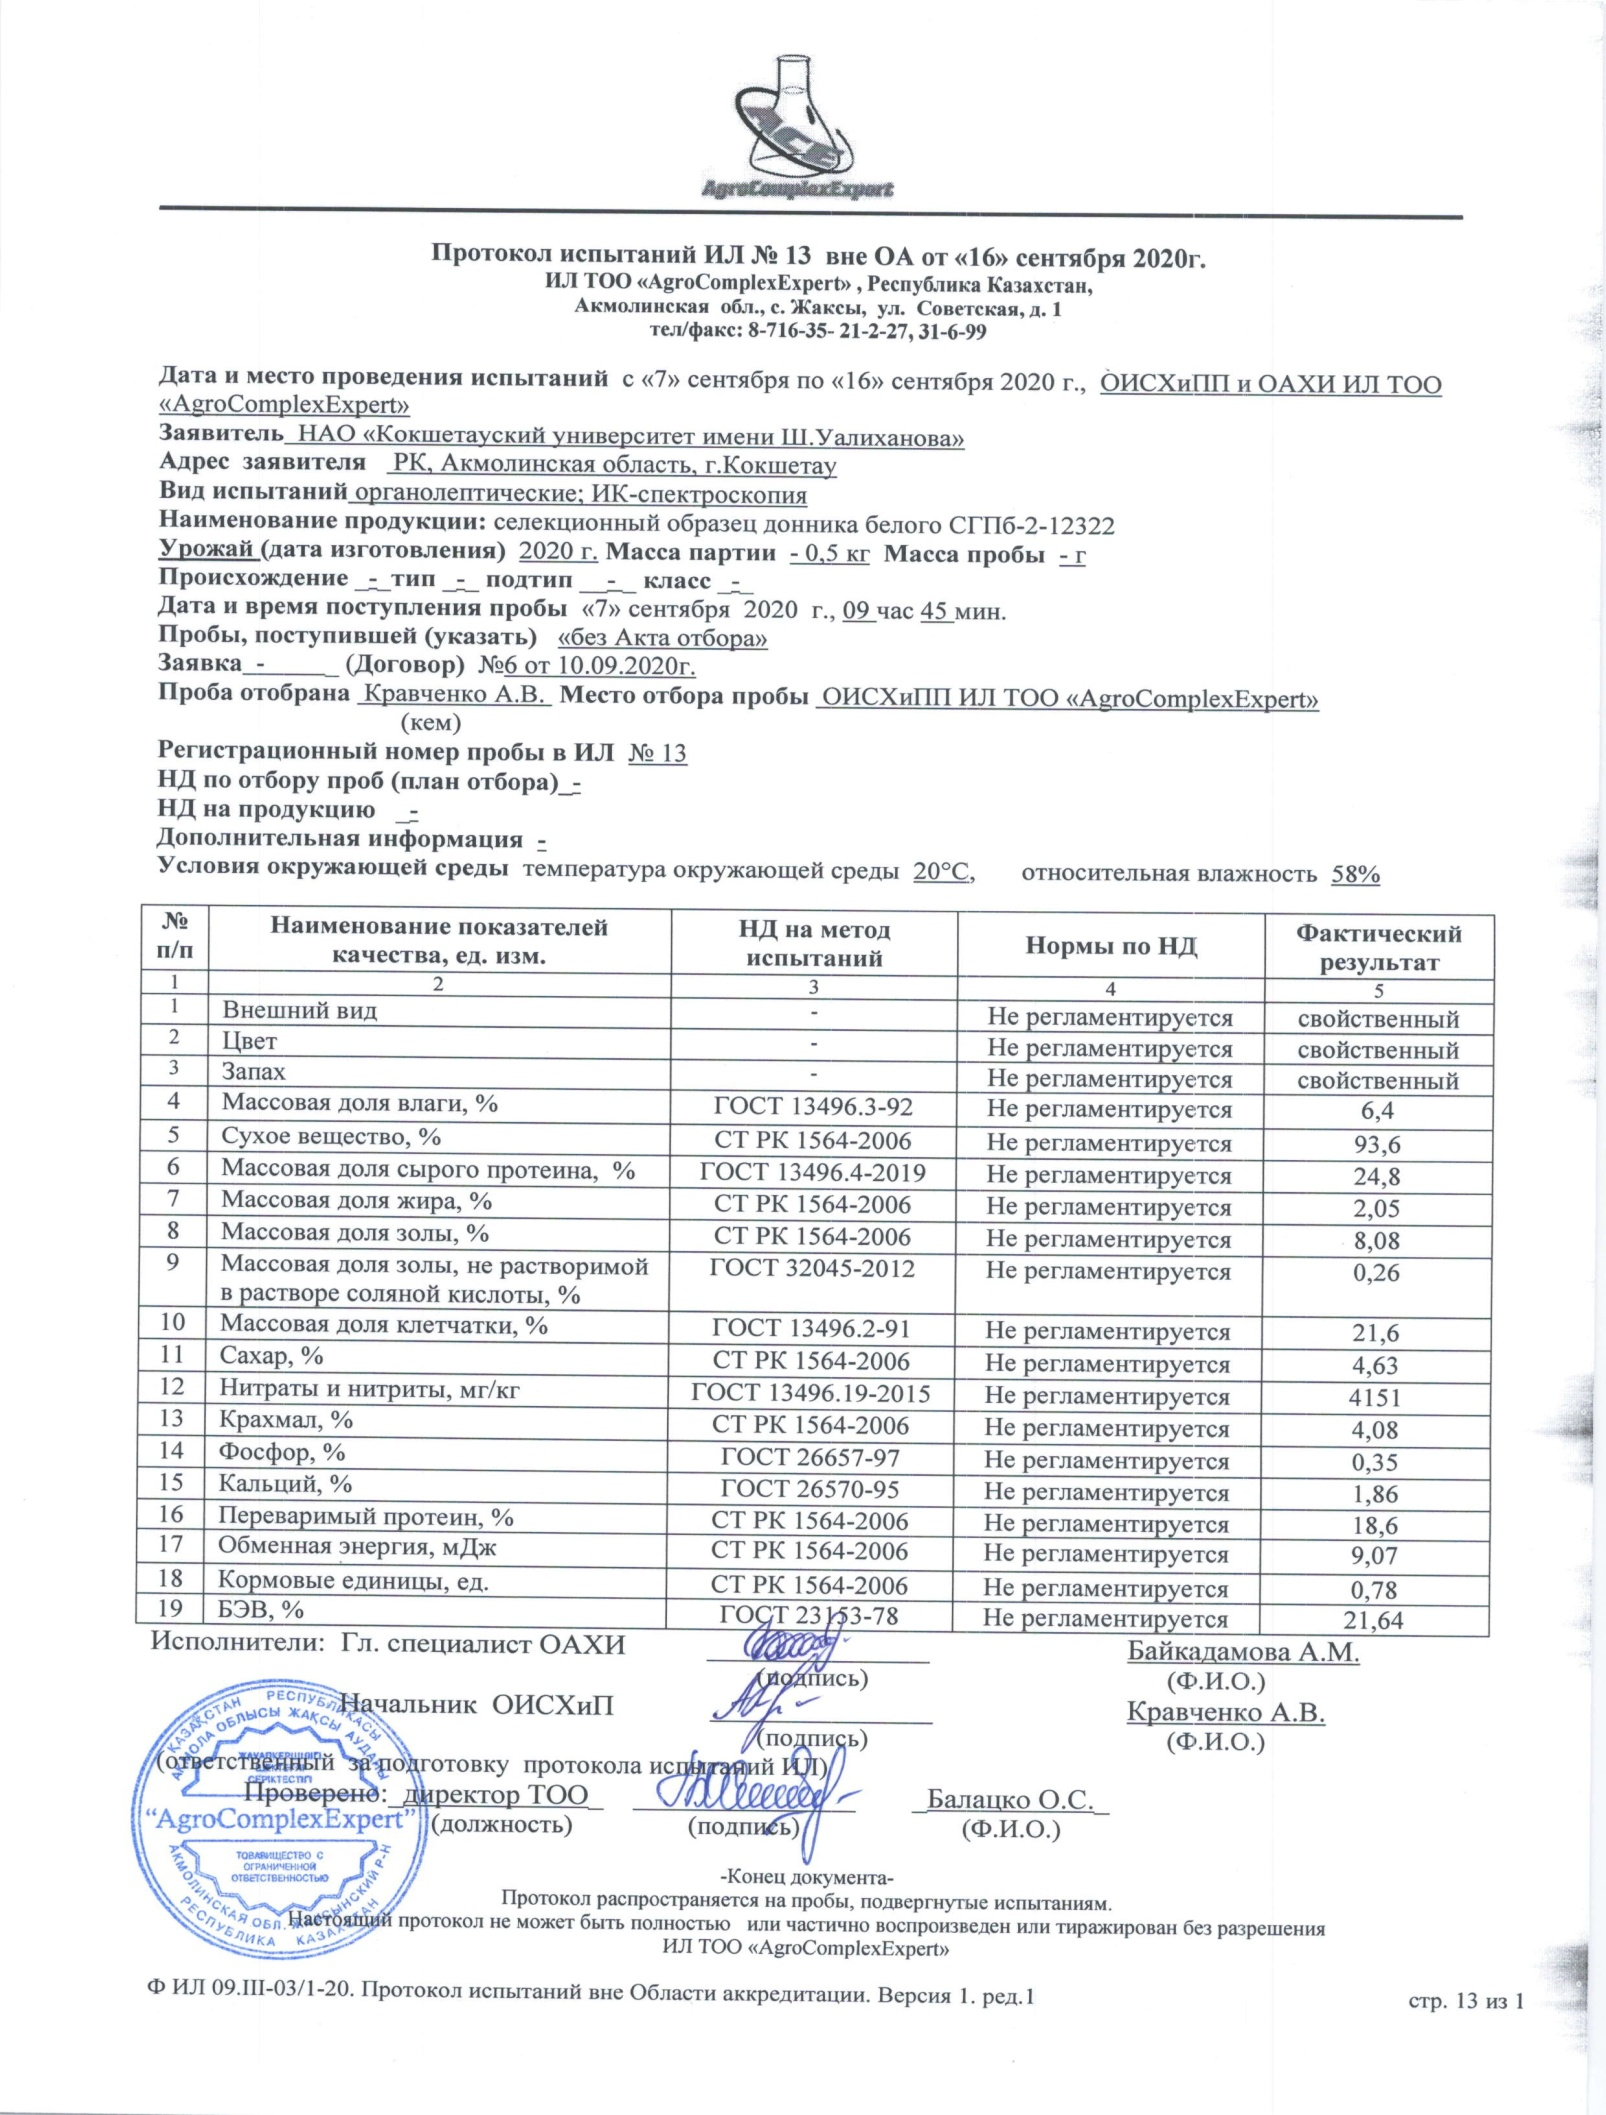 AgroComplexExpert
Протокол испытаний ИЛ № 13 вне ОА от «16» сентября 2020г.
ИЛ ТОО «AgroComplexExpert» , Республика Казахстан,
Акмолинская обл., с. Жаксы, ул. Советская, д. 1
тел/факс: 8-716-35- 21-2-27, 31-6-99
Дата и место проведения испытаний с «7» сентября по «16» сентября 2020 г., ОИСХиПП и ОАХИ ИЛ ТОО
«AgroComplexExpert»
Заявитель НАО «Кокшетауский университет имени Ш.Уалиханова»
Адрес заявителя РК, Акмолинская область, г.Кокшетау
Вид испытаний органолептические; ИК-спектроскопия
Наименование продукции: селекционный образец донника белого СГПб-2-12322
Урожай (дата изготовления) 2020 г. Масса партии - 0,5 кг Масса пробы - г
Происхождение _-_ тип _-_ подтип __-_ класс _-_
Дата и время поступления пробы «7» сентября 2020 г., 09 час 45 мин.
Пробы, поступившей (указать) «без Акта отбора»
Заявка_-______ (Договор) №6 от 10.09.2020г.
Проба отобрана Кравченко А.В. Место отбора пробы ОИСХиПП ИЛ ТОО «AgroComplexExpert»
(кем)
Регистрационный номер пробы в ИЛ № 13
НД по отбору проб (план отбора)_-
НД на продукцию _-
Дополнительная информация -
Условия окружающей среды температура окружающей среды 20°С, относительная влажность 58%
№ п/п Наименование показателей качества, ед. изм. НД на метод испытаний Нормы по НД Фактический результат
1 2 3 4 5
1 Внешний вид - Не регламентируется свойственный
2 Цвет - Не регламентируется свойственный
3 Запах - Не регламентируется свойственный
4 Массовая доля влаги, % ГОСТ 13496.3-92 Не регламентируется 6,4
5 Сухое вещество, % СТ РК 1564-2006 Не регламентируется 93,6
6 Массовая доля сырого протеина, % ГОСТ 13496.4-2019 Не регламентируется 24,8
7 Массовая доля жира, % СТ РК 1564-2006 Не регламентируется 2,05
8 Массовая доля золы, % СТ РК 1564-2006 Не регламентируется 8,08
9 Массовая доля золы, не растворимой в растворе соляной кислоты, % ГОСТ 32045-2012 Не регламентируется 0,26
10 Массовая доля клетчатки, % ГОСТ 13496.2-91 Не регламентируется 21,6
11 Сахар, % СТ РК 1564-2006 Не регламентируется 4,63
12 Нитраты и нитриты, мг/кг ГОСТ 13496.19-2015 Не регламентируется 4151
13 Крахмал, % СТ РК 1564-2006 Не регламентируется 4,08
14 Фосфор, % ГОСТ 26657-97 Не регламентируется 0,35
15 Кальций, % ГОСТ 26570-95 Не регламентируется 1,86
16 Переваримый протеин, % СТ РК 1564-2006 Не регламентируется 18,6
17 Обменная энергия, мДж СТ РК 1564-2006 Не регламентируется 9,07
18 Кормовые единицы, ед. СТ РК 1564-2006 Не регламентируется 0,78
19 БЭВ, % ГОСТ 23153-78 Не регламентируется 21,64
Исполнители: Гл. специалист ОАХИ Байкадамова А.М.
(подпись) (Ф.И.О.)
Начальник ОИСХиП Кравченко А.В.
(подпись) (Ф.И.О.)
(ответственный за подготовку протокола испытаний ИЛ)
Проверено: директор ТОО Балацко О.С.
(должность) (подпись) (Ф.И.О.)
ҚАЗАҚСТАН РЕСПУБЛИКАСЫ
АҚМОЛА ОБЛЫСЫ ЖАҚСЫ АУДАНЫ
ЖАУАПКЕРШІЛІГІ
ШЕКТЕУЛІ
СЕРІКТЕСТІГІ
“AgroComplexExpert”
ТОВАРИЩЕСТВО С
ОГРАНИЧЕННОЙ
ОТВЕТСТВЕННОСТЬЮ
АКМОЛИНСКАЯ ОБЛ. ЖАКСЫНСКИЙ Р-Н
РЕСПУБЛИКА КАЗАХСТАН
-Конец документа-
Протокол распространяется на пробы, подвергнутые испытаниям.
Настоящий протокол не может быть полностью или частично воспроизведен или тиражирован без разрешения
ИЛ ТОО «AgroComplexExpert»
Ф ИЛ 09.III-03/1-20. Протокол испытаний вне Области аккредитации. Версия 1. ред.1 стр. 13 из 1